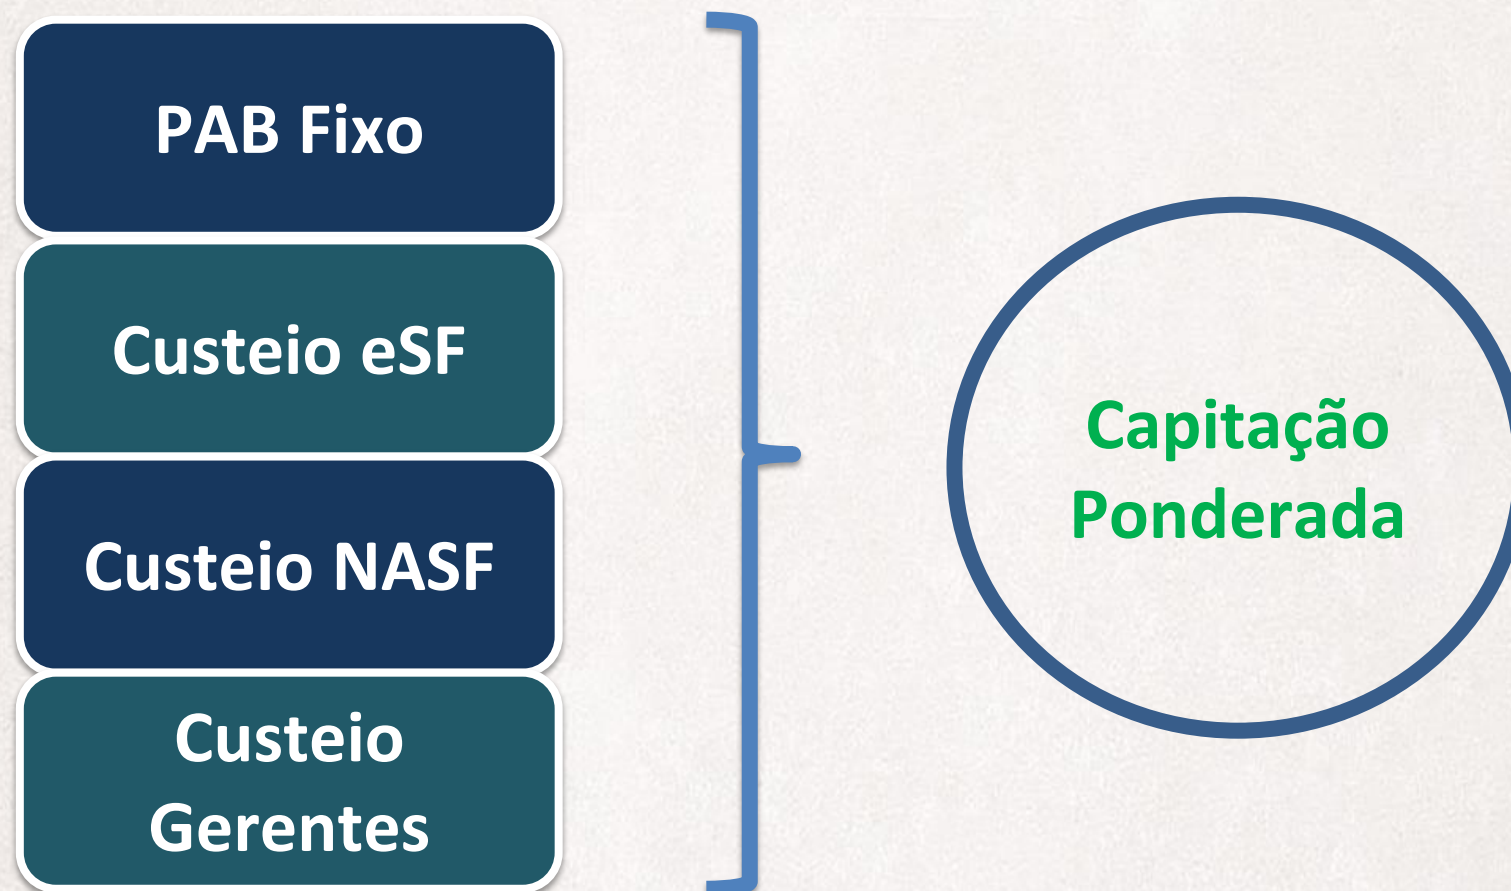 PAB Fixo
Custeio eSF
Custeio NASF
Custeio
Gerentes
Capitação
Ponderada